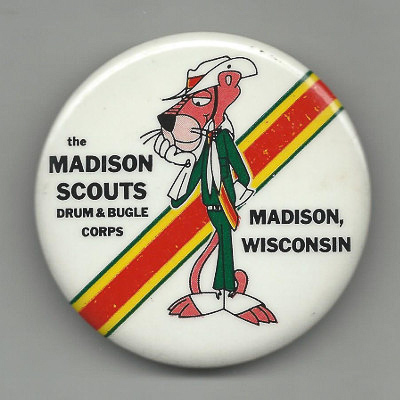 the
MADISON
SCOUTS
DRUM & BUGLE
CORPS
MADISON,
WISCONSIN